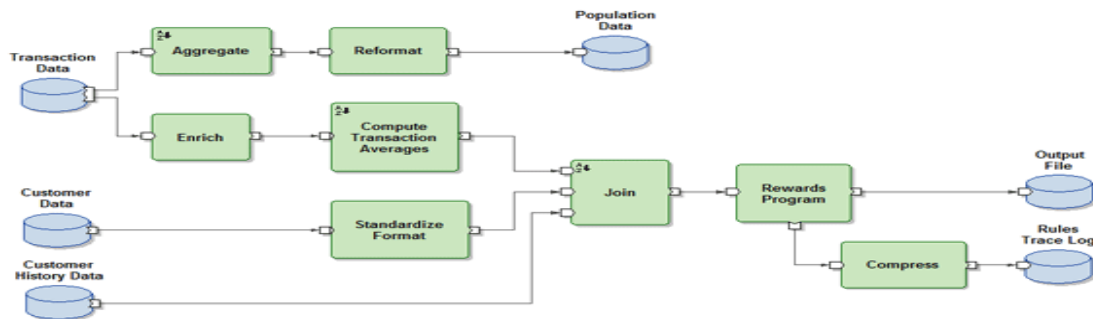 Population
Data
Transaction
Data
Aggregate
Reformat
Enrich
Compute
Transaction
Averages
Customer
Data
Standardize
Format
Join
Rewards
Program
Output
File
Customer
History Data
Compress
Rules
Trace Log